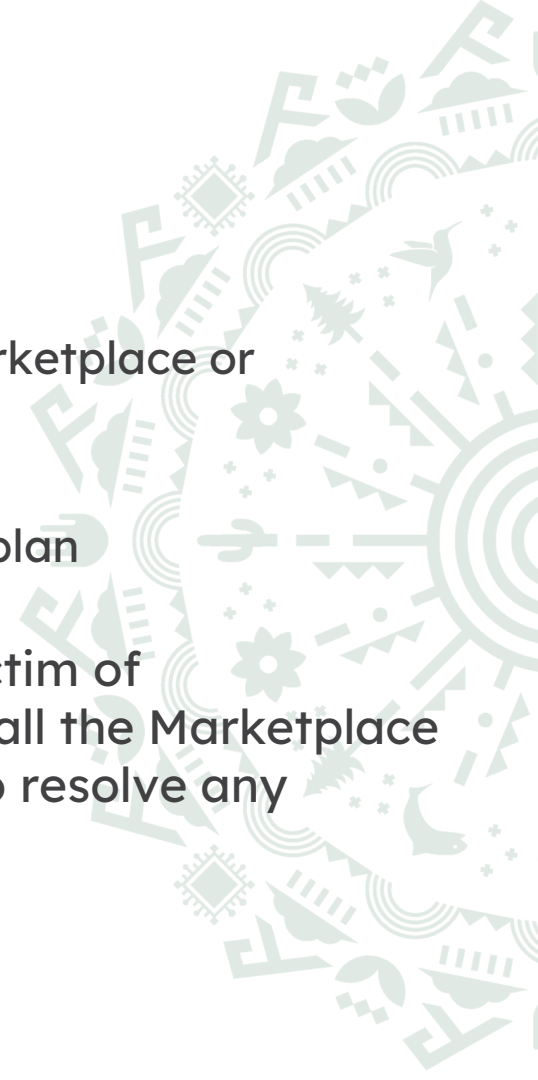 rketplace or
plan
ctim of
all the Marketplace
o resolve any